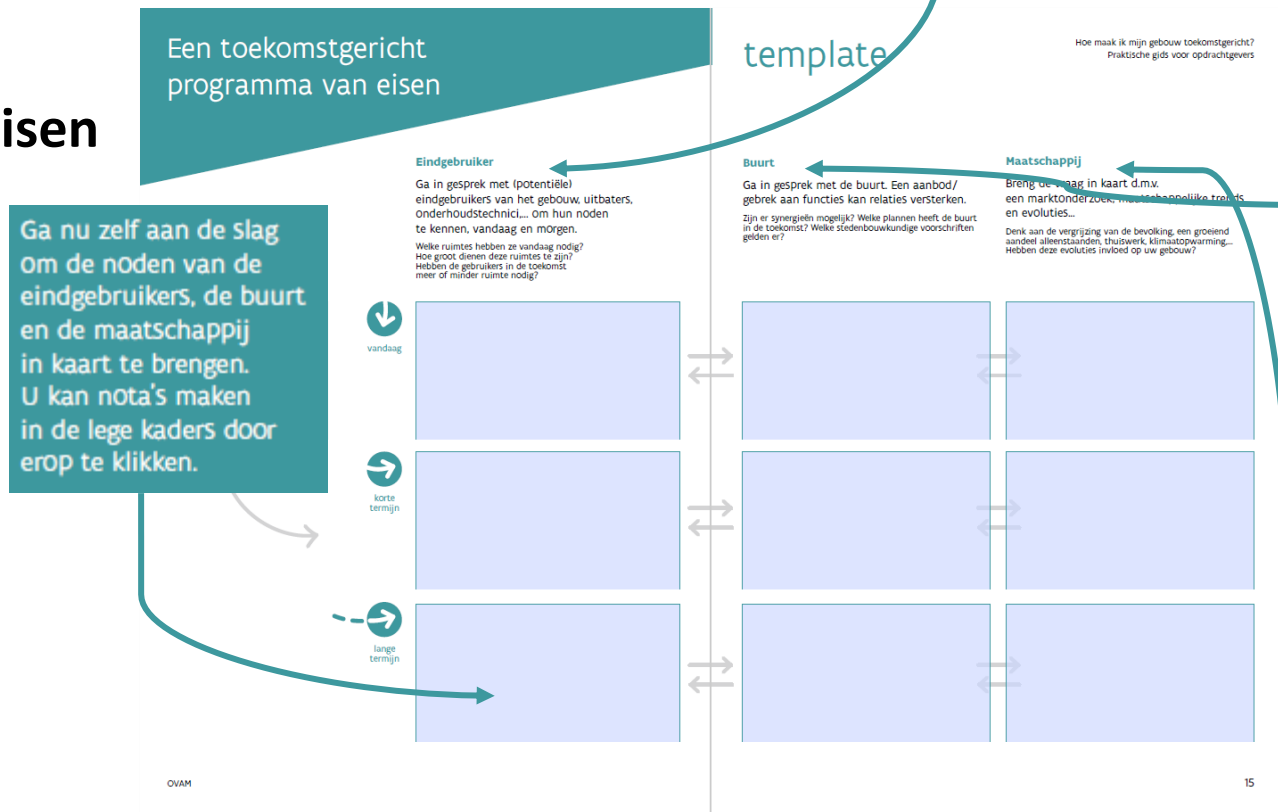 Een toekomstgericht
programma van eisen
template
Hoe maak ik mijn gebouw toekomstgericht?
Praktische gids voor opdrachtgevers
isen
Ga nu zelf aan de slag
om de noden van de
eindgebruikers, de buurt
en de maatschappij
in kaart te brengen.
U kan nota's maken
in de lege kaders door
erop te klikken.
Eindgebruiker
Ga in gesprek met (potentiële)
eindgebruikers van het gebouw, uitbaters,
onderhoudstechnici,... om hun noden
te kennen, vandaag en morgen.
Welke ruimtes hebben ze vandaag nodig?
Hoe groot dienen deze ruimtes te zijn?
Hebben de gebruikers in de toekomst
meer of minder ruimte nodig?
Buurt
Ga in gesprek met de buurt. Een aanbod/
gebrek aan functies kan relaties versterken.
Zijn er synergieën mogelijk? Welke plannen heeft de buurt
in de toekomst? Welke stedenbouwkundige voorschriften
gelden er?
Maatschappij
Breng de vraag in kaart d.m.v.
een marktonderzoek, maatschappelijke trends
en evoluties...
Denk aan de vergrijzing van de bevolking, een groeiend
aandeel alleenstaanden, thuiswerk, klimaatopwarming,...
Hebben deze evoluties invloed op uw gebouw?
vandaag
korte
termijn
lange
termijn
OVAM
15